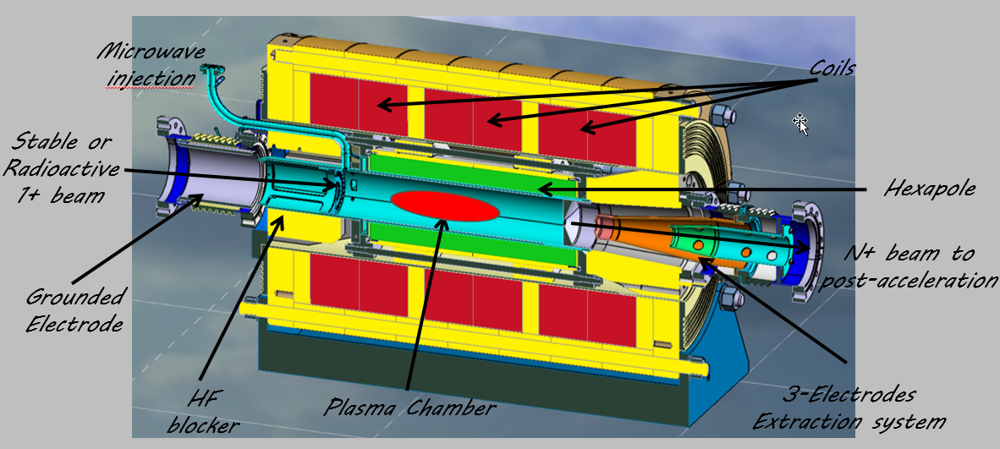 Microwave
injection
Coils
Stable or
Radioactive
1+ beam
Hexapole
N+ beam to
post-acceleration
Grounded
Electrode
HF
blocker
Plasma Chamber
3-Electrodes
Extraction system